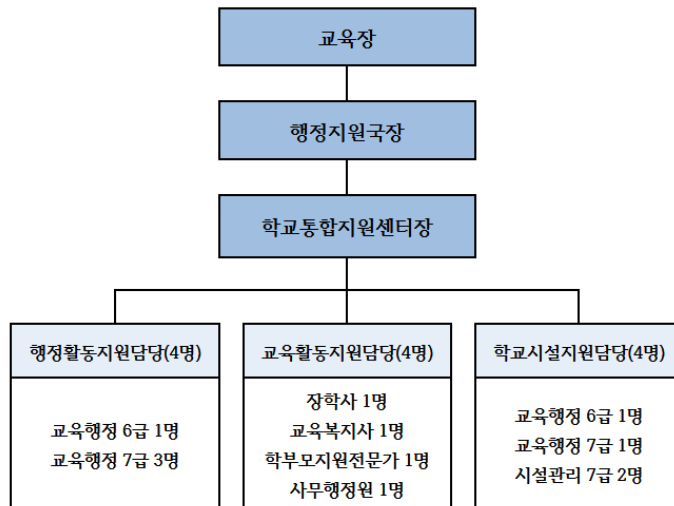 교육장
행정지원국장
학교통합지원센터장
행정활동지원담당(4명)
교육행정 6급 1명
교육행정 7급 3명
교육활동지원담당(4명)
장학사 1명
교육복지사 1명
학부모지원전문가 1명
사무행정원 1명
학교시설지원담당(4명)
교육행정 6급 1명
교육행정 7급 1명
시설관리 7급 2명